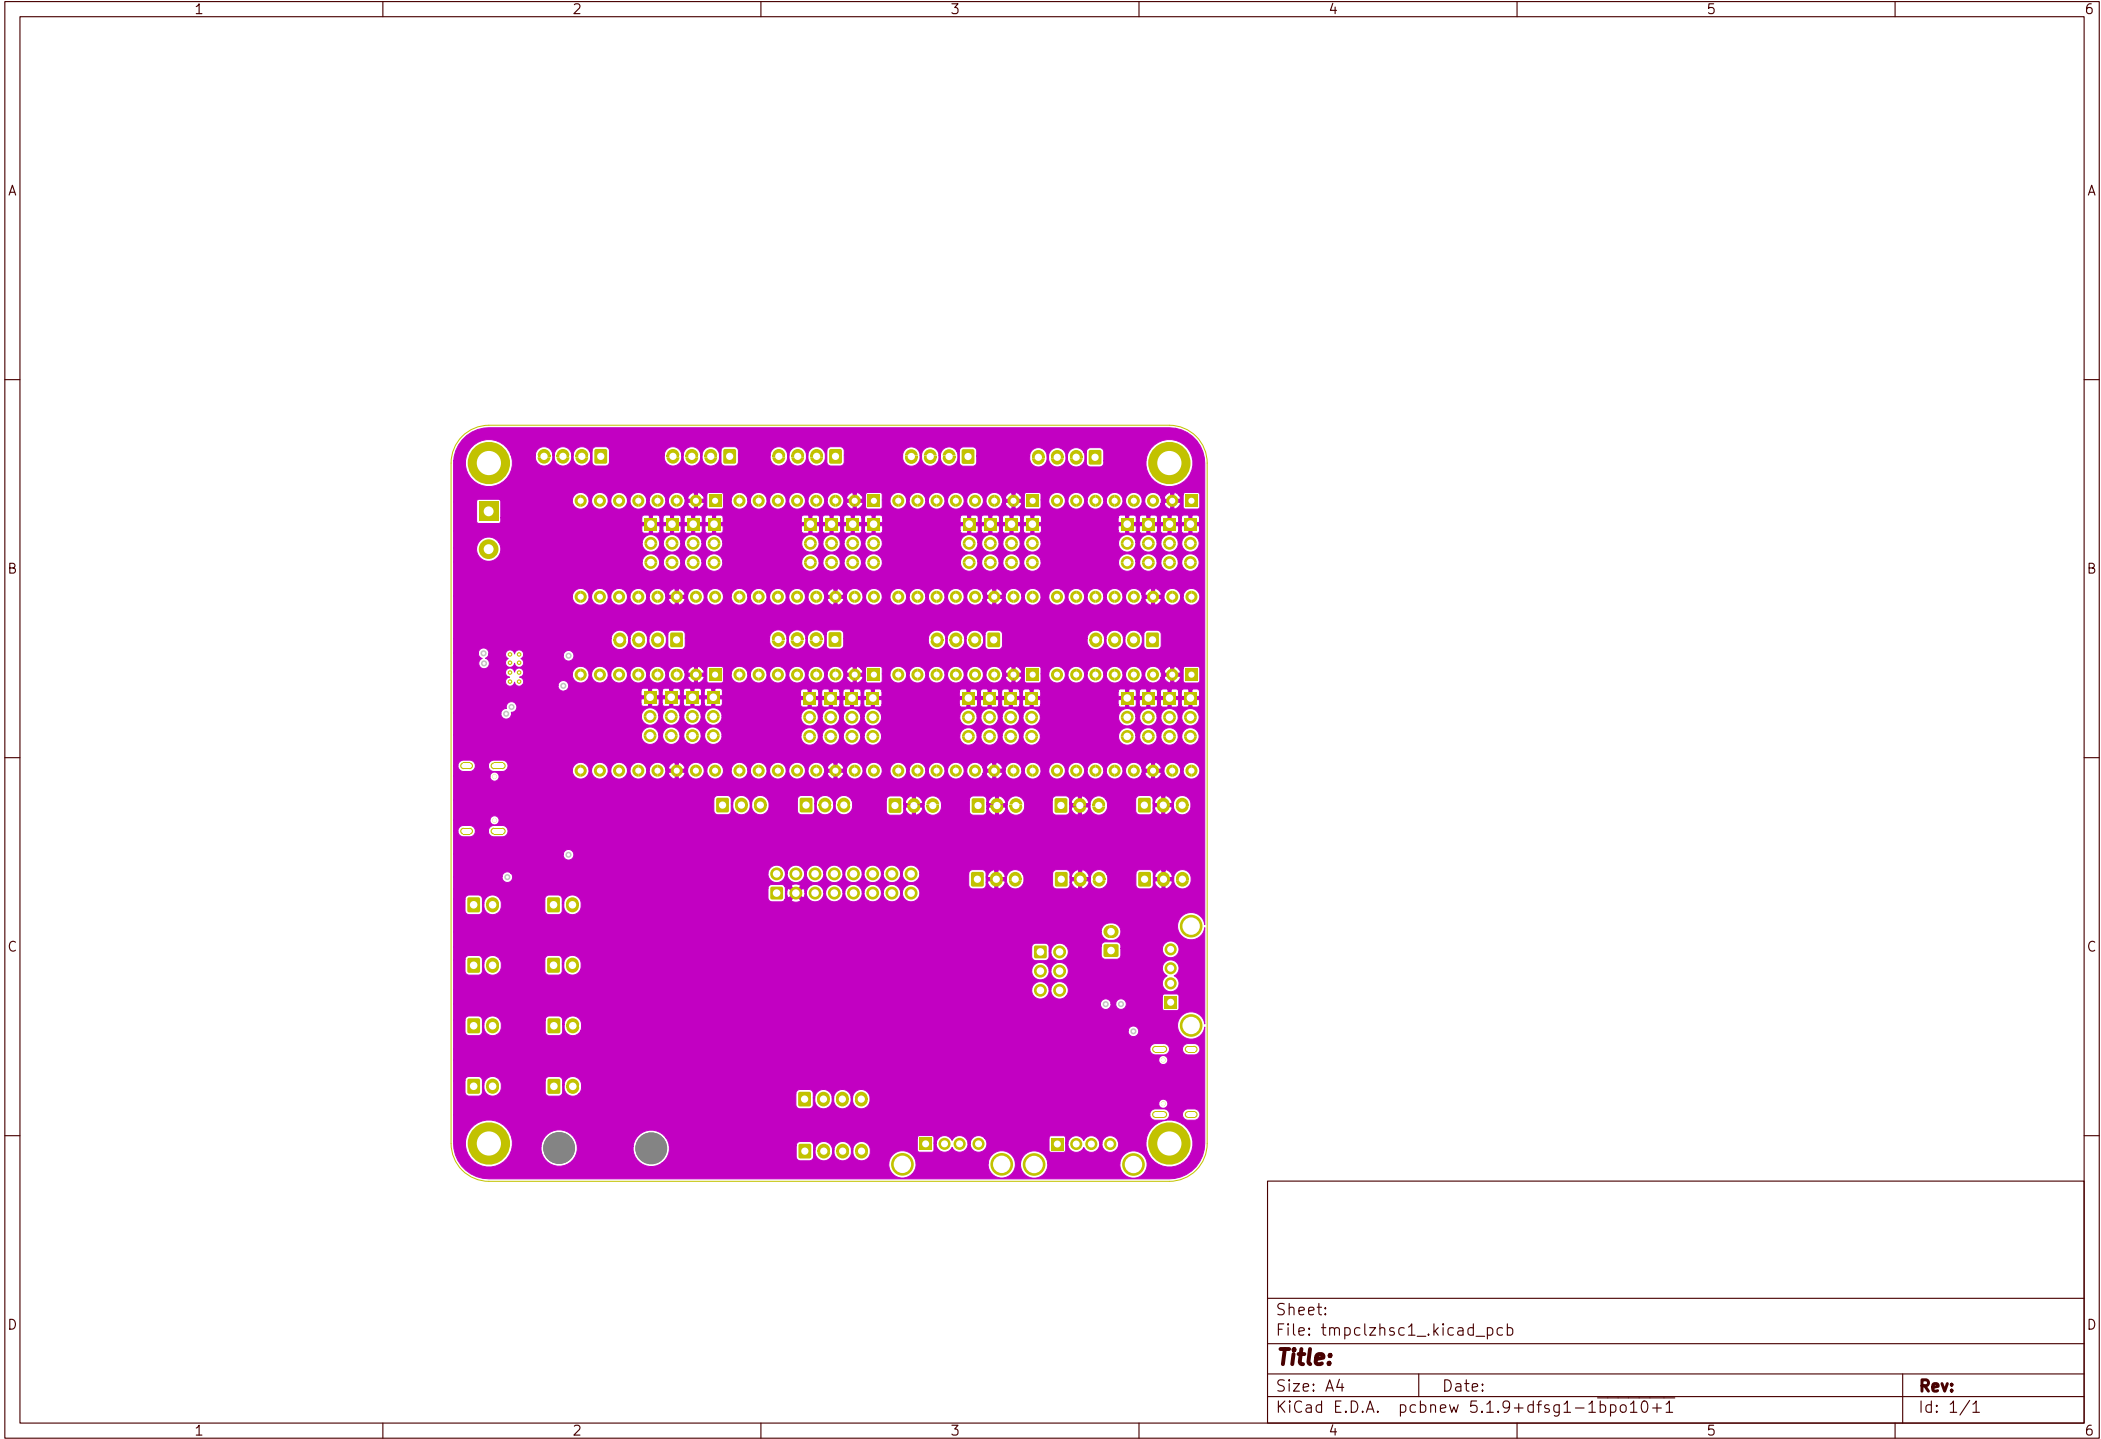 1 2 3 4 5 6
A A
B B
C C
D D
Sheet:
File: tmpclzhsc1_.kicad_pcb
Title:
Size: A4 Date: Rev:
KiCad E.D.A. pcbnew 5.1.9+dfsg1-1bpo10+1 Id: 1/1
1 2 3 4 5 6